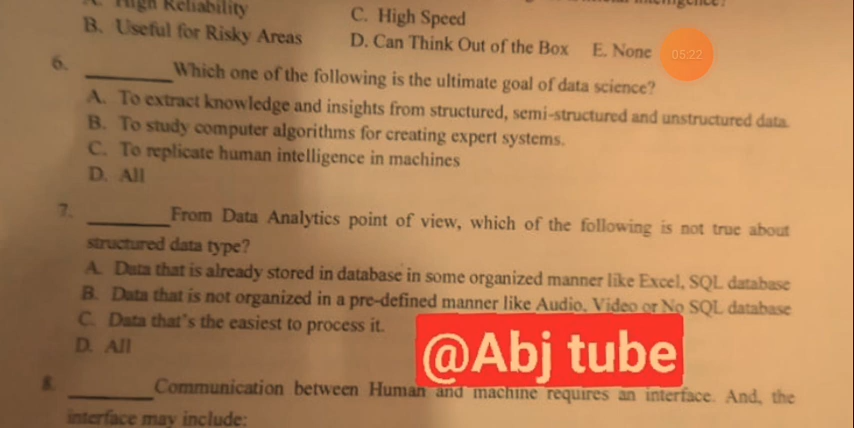 High Reliability
C. High Speed
B. Useful for Risky Areas
D. Can Think Out of the Box
E. None
05:22
6. ________Which one of the following is the ultimate goal of data science?
A. To extract knowledge and insights from structured, semi-structured and unstructured data.
B. To study computer algorithms for creating expert systems.
C. To replicate human intelligence in machines
D. All
7. ________From Data Analytics point of view, which of the following is not true about
structured data type?
A. Data that is already stored in database in some organized manner like Excel, SQL database
B. Data that is not organized in a pre-defined manner like Audio, Video or No SQL database
C. Data that's the easiest to process it.
D. All
@Abj tube
8. ________Communication between Human and machine requires an interface. And, the
interface may include: